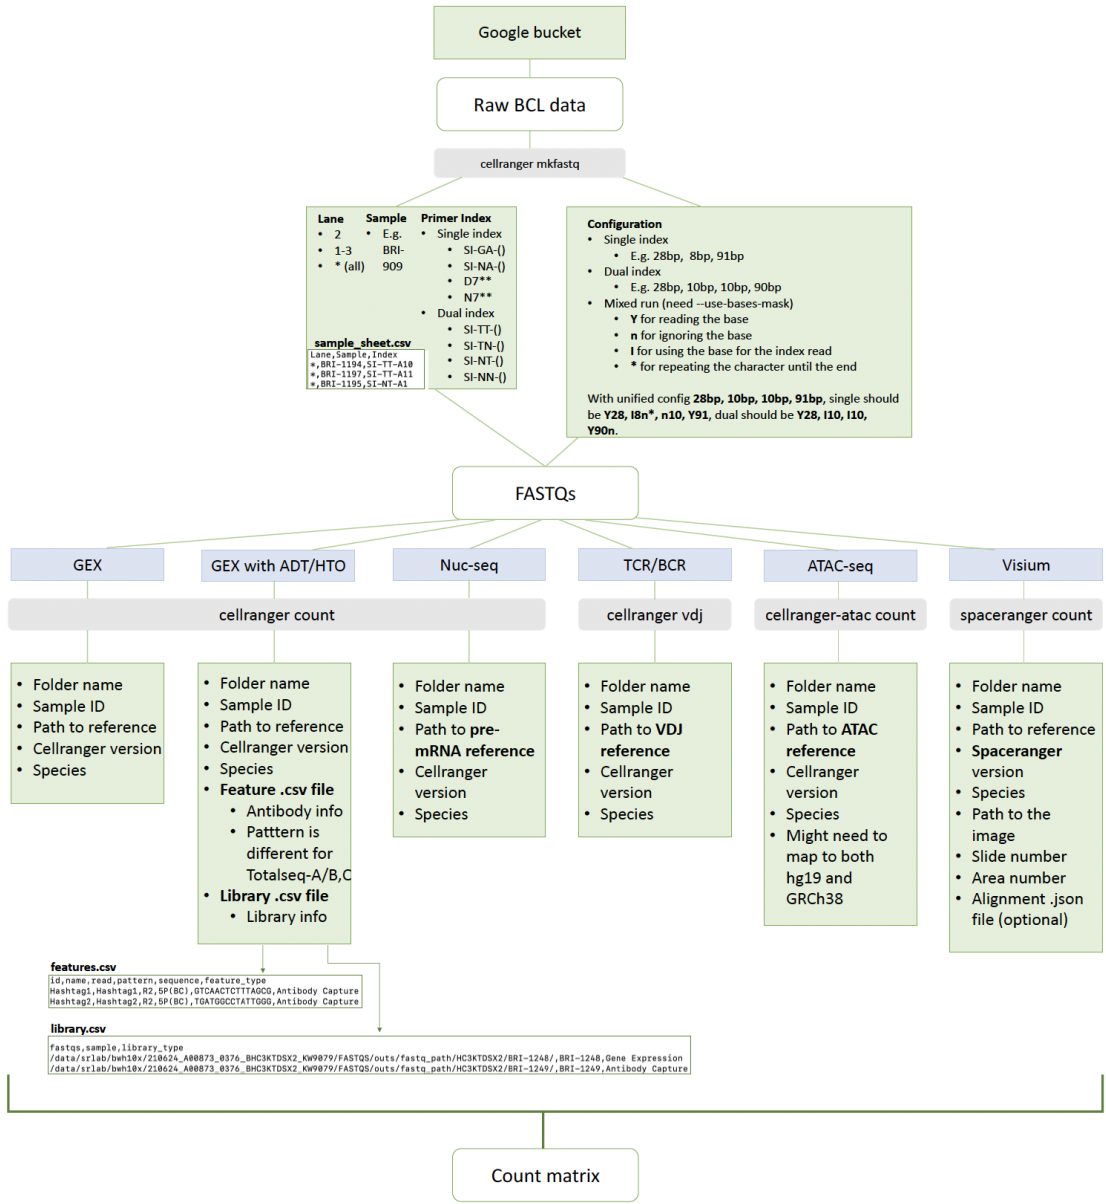 Google bucket
Raw BCL data
cellranger mkfastq
Lane
• 2
• 1-3
• * (all)
Sample
• E.g.
BRI-
909
Primer Index
• Single index
• SI-GA-()
• SI-NA-()
• D7**
• N7**
• Dual index
• SI-TT-()
• SI-TN-()
• SI-NT-()
• SI-NN-()
sample_sheet.csv
Lane,Sample,Index
*,BRI-1194,SI-TT-A10
*,BRI-1197,SI-TT-A11
*,BRI-1195,SI-NT-A1
Configuration
• Single index
• E.g. 28bp, 8bp, 91bp
• Dual index
• E.g. 28bp, 10bp, 10bp, 90bp
• Mixed run (need --use-bases-mask)
• Y for reading the base
• n for ignoring the base
• I for using the base for the index read
• * for repeating the character until the end
With unified config 28bp, 10bp, 10bp, 91bp, single should
be Y28, I8n*, n10, Y91, dual should be Y28, I10, I10,
Y90n.
FASTQs
GEX
GEX with ADT/HTO
Nuc-seq
TCR/BCR
ATAC-seq
Visium
cellranger count
cellranger vdj
cellranger-atac count
spaceranger count
• Folder name
• Sample ID
• Path to reference
• Cellranger version
• Species
• Folder name
• Sample ID
• Path to reference
• Cellranger version
• Species
• Feature .csv file
• Antibody info
• Patttern is
different for
Totalseq-A/B,C
• Library .csv file
• Library info
• Folder name
• Sample ID
• Path to pre-
mRNA reference
• Cellranger
version
• Species
• Folder name
• Sample ID
• Path to VDJ
reference
• Cellranger
version
• Species
• Folder name
• Sample ID
• Path to ATAC
reference
• Cellranger
version
• Species
• Might need to
map to both
hg19 and
GRCh38
• Folder name
• Sample ID
• Path to reference
• Spaceranger
version
• Species
• Path to the
image
• Slide number
• Area number
• Alignment .json
file (optional)
features.csv
id,name,read,pattern,sequence,feature_type
Hashtag1,Hashtag1,R2,5P(BC),GTCAACTCTTTAGCG,Antibody Capture
Hashtag2,Hashtag2,R2,5P(BC),TGATGGCCTATTGGG,Antibody Capture
library.csv
fastqs,sample,library_type
/data/srlab/bwh10x/210624_A00873_0376_BHC3KTDSX2_KW9079/FASTQS/outs/fastq_path/HC3KTDSX2/BRI-1248/,BRI-1248,Gene Expression
/data/srlab/bwh10x/210624_A00873_0376_BHC3KTDSX2_KW9079/FASTQS/outs/fastq_path/HC3KTDSX2/BRI-1249/,BRI-1249,Antibody Capture
Count matrix